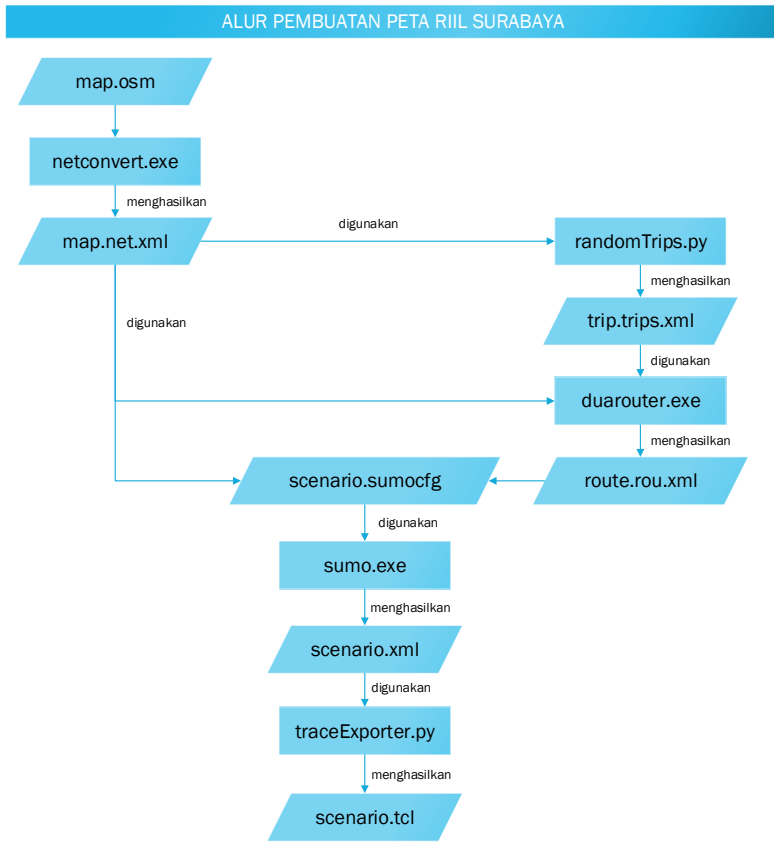 ALUR PEMBUATAN PETA RIIL SURABAYA
map.osm
netconvert.exe
menghasilkan
map.net.xml
digunakan
randomTrips.py
menghasilkan
digunakan
trip.trips.xml
digunakan
duarouter.exe
menghasilkan
scenario.sumocfg
route.rou.xml
digunakan
sumo.exe
menghasilkan
scenario.xml
digunakan
traceExporter.py
menghasilkan
scenario.tcl